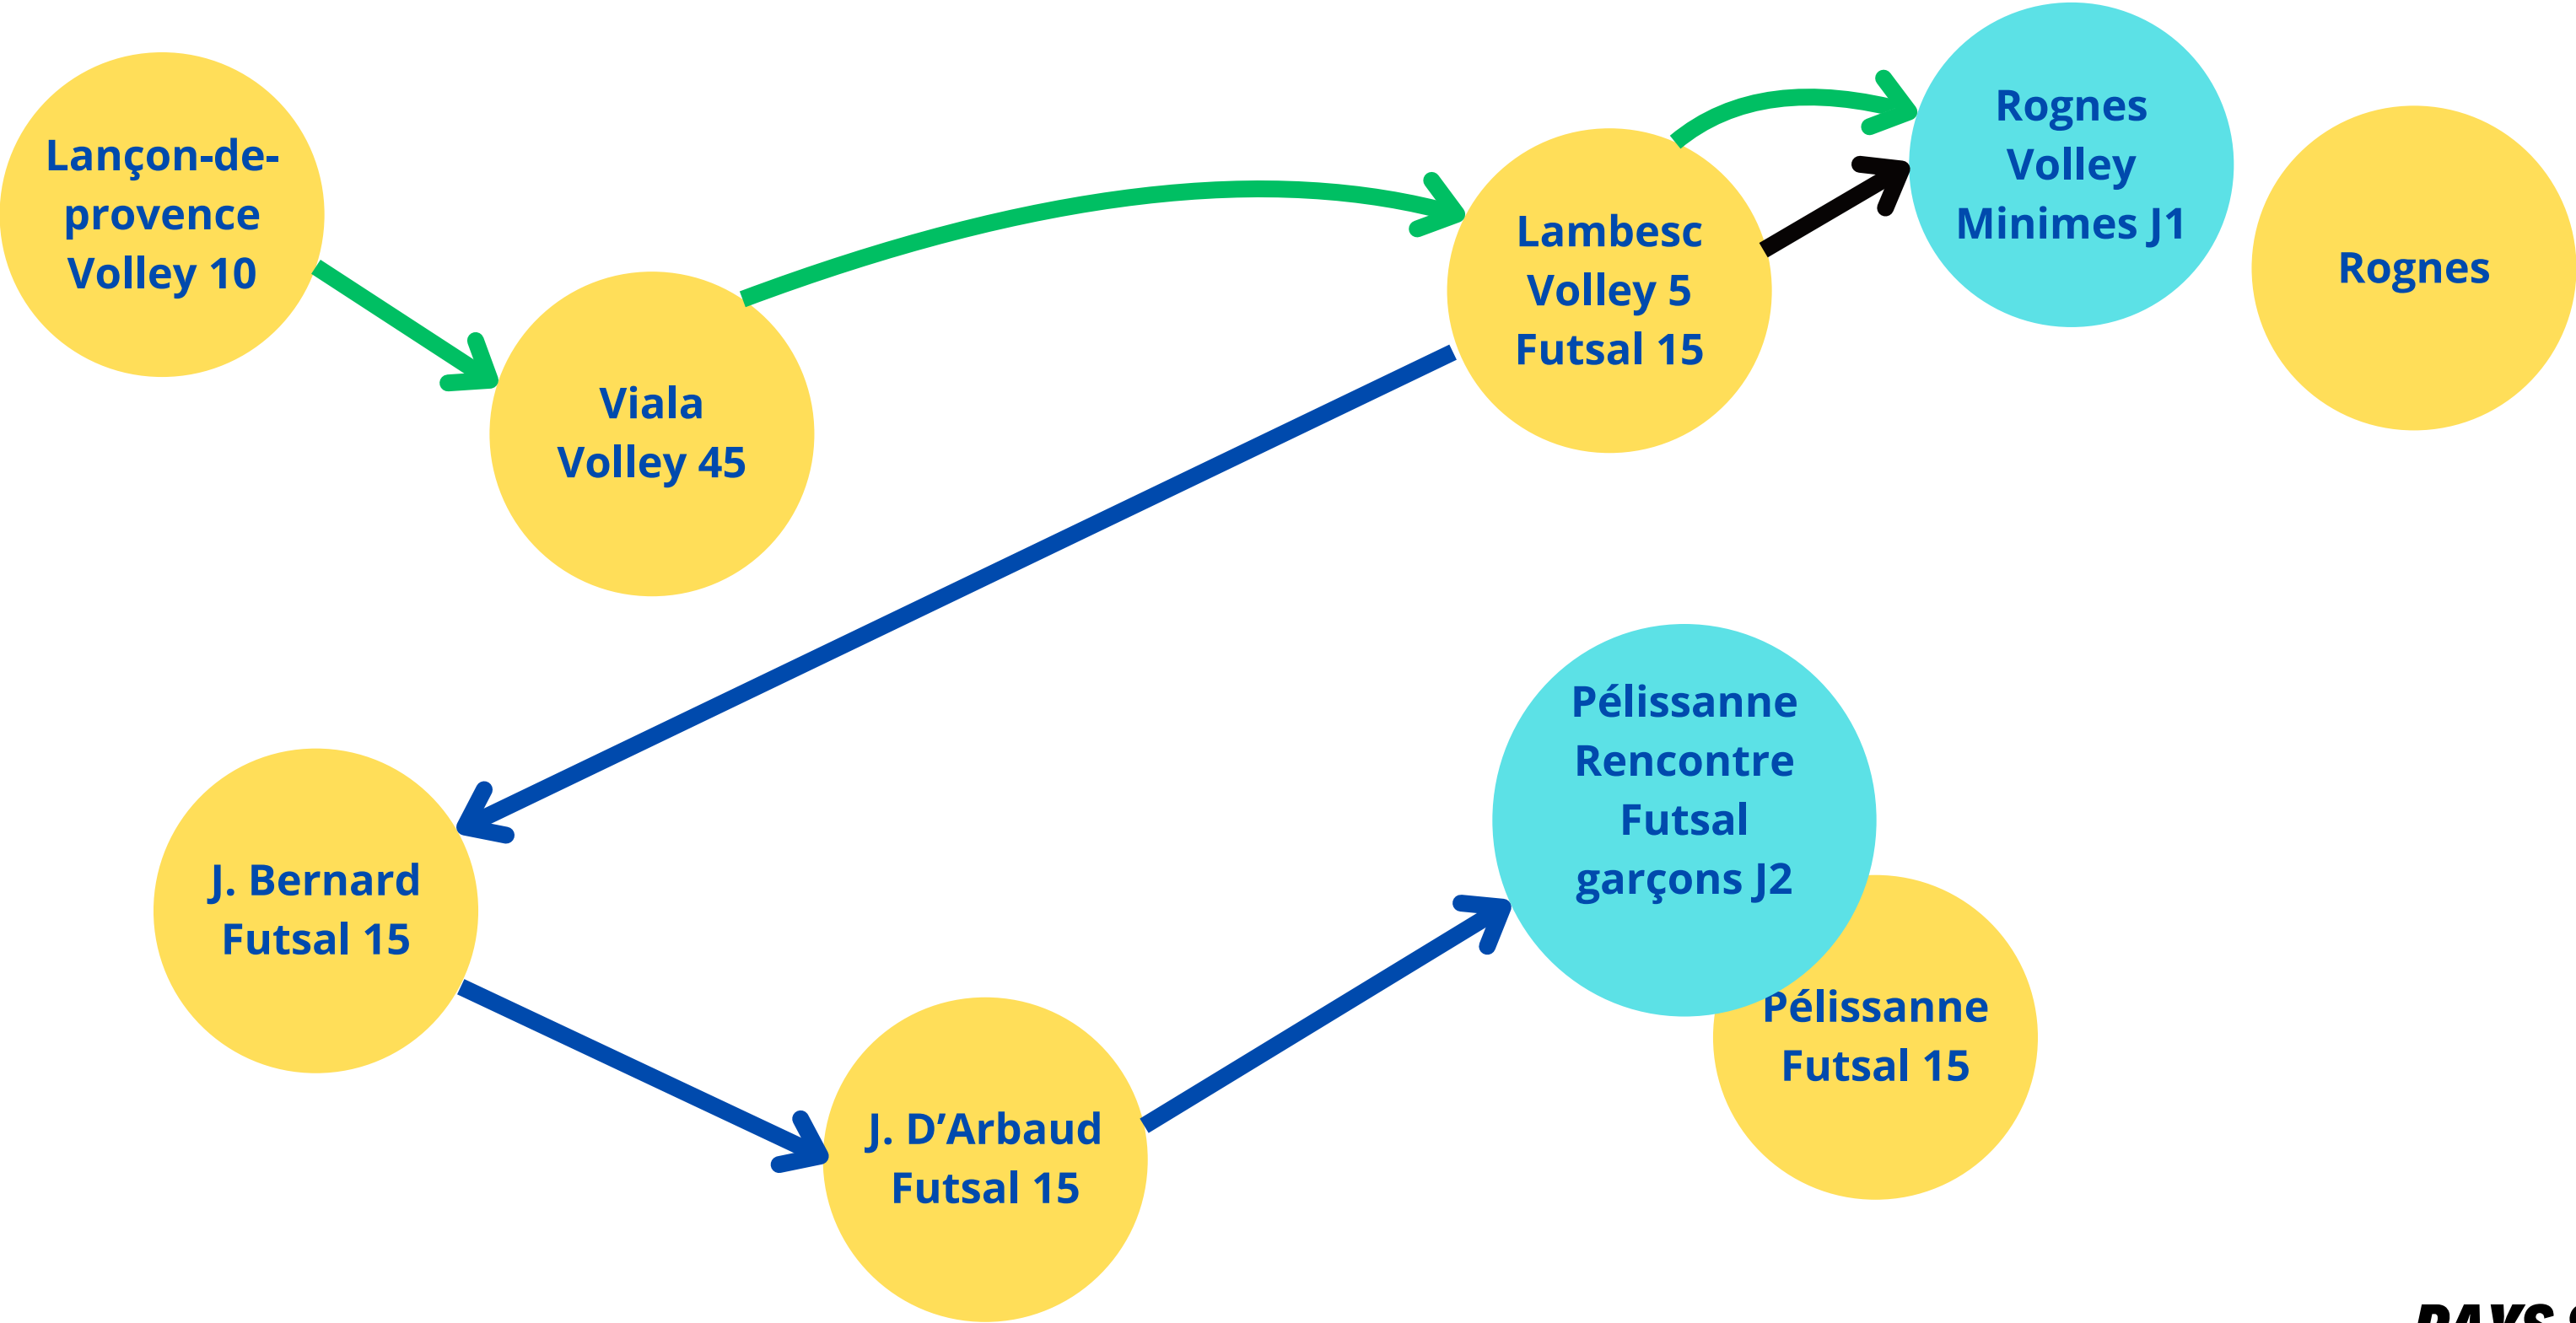 Lançon-de-
provence
Volley 10
Viala
Volley 45
Lambesc
Volley 5
Futsal 15
Rognes
Volley
Minimes J1
Rognes
J. Bernard
Futsal 15
J. D’Arbaud
Futsal 15
Pélissanne
Rencontre
Futsal
garçons J2
Pélissanne
Futsal 15